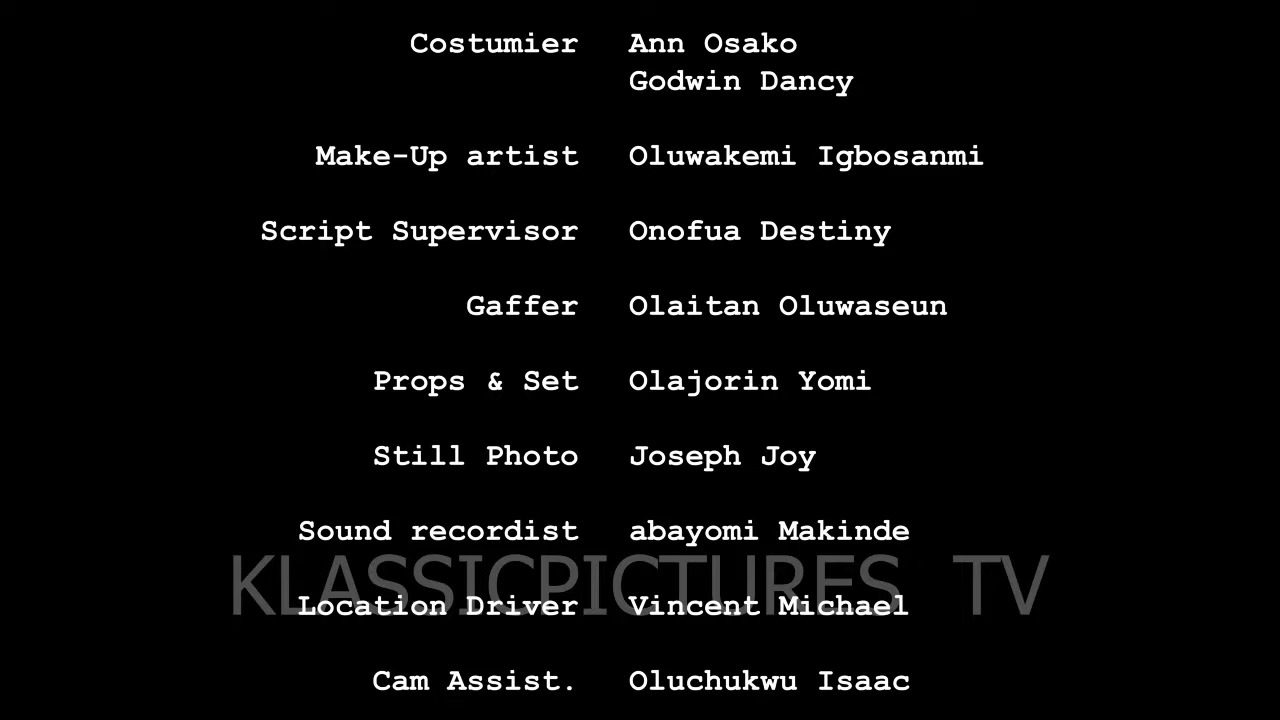 Costumier Ann Osako
Godwin Dancy
Make-Up artist Oluwakemi Igbosanmi
Script Supervisor Onofua Destiny
Gaffer Olaitan Oluwaseun
Props & Set Olajorin Yomi
Still Photo Joseph Joy
Sound recordist abayomi Makinde
KLASSICPICTURES TV
Location Driver Vincent Michael
Cam Assist. Oluchukwu Isaac